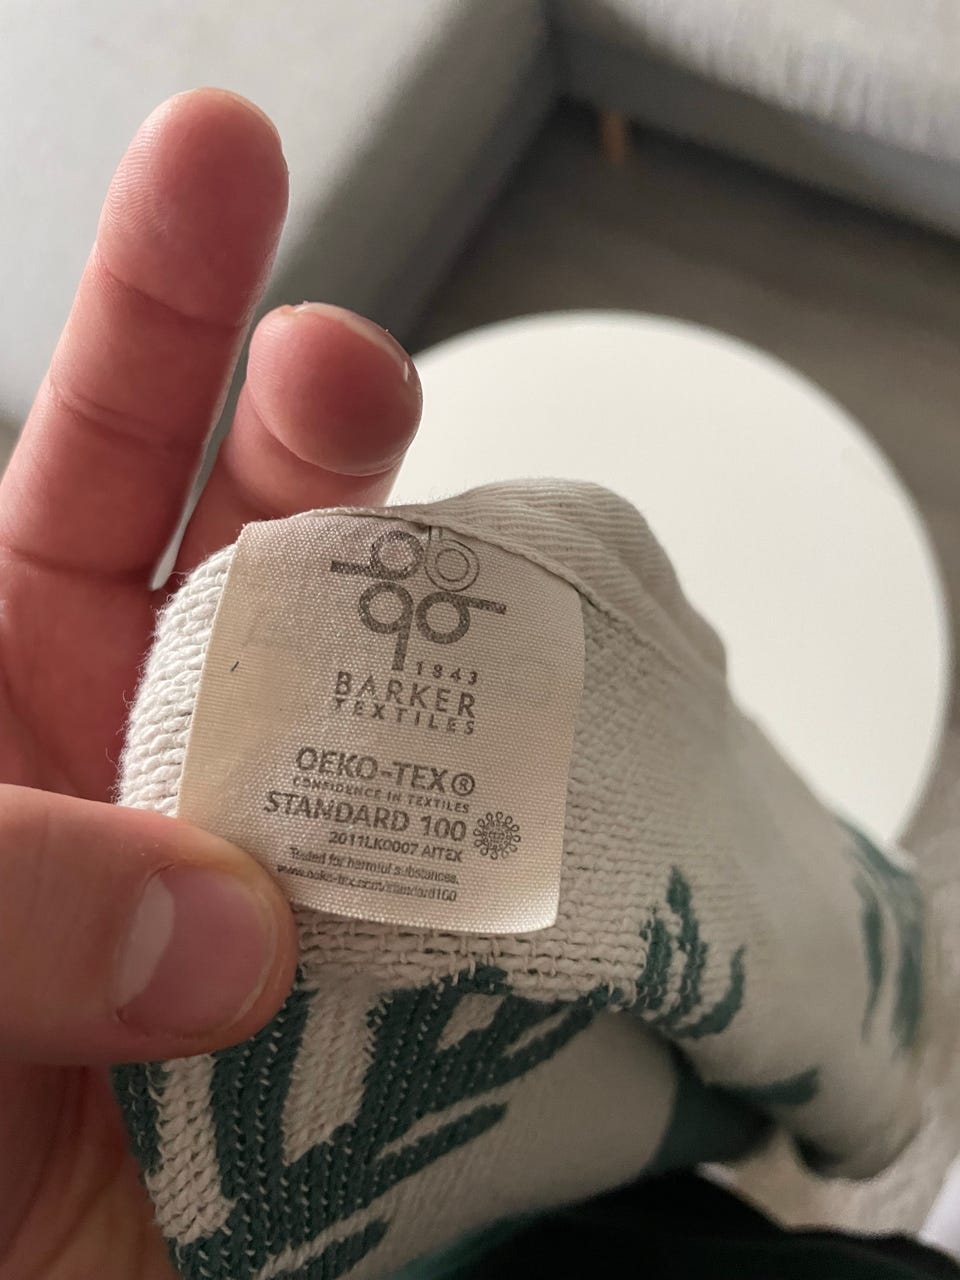 1843
BARKER
TEXTILES
OEKO-TEX®
CONFIDENCE IN TEXTILES
STANDARD 100
2011LK0007 AITEX
Tested for harmful substances.
www.oeko-tex.com/standard100